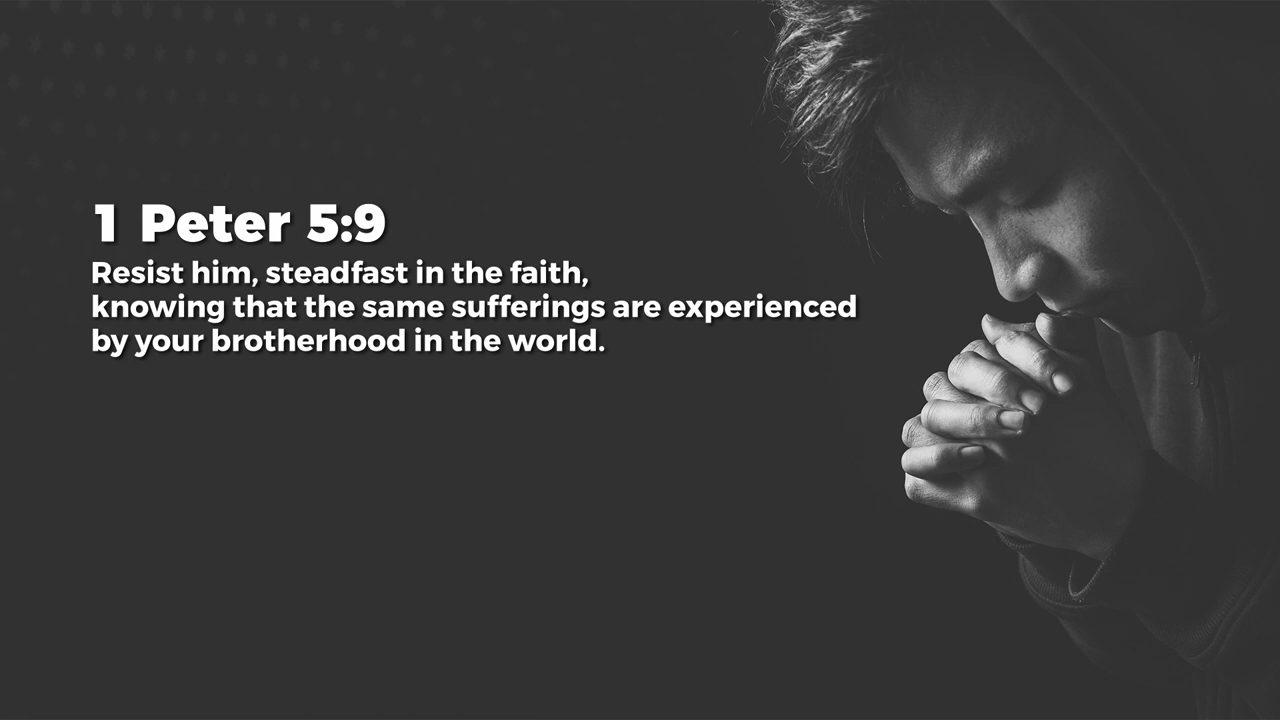 1 Peter 5:9
Resist him, steadfast in the faith,
knowing that the same sufferings are experienced
by your brotherhood in the world.